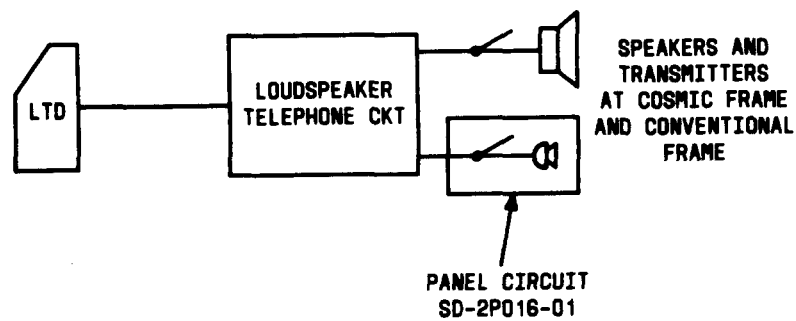 LTD
LOUDSPEAKER
TELEPHONE CKT
SPEAKERS AND
TRANSMITTERS
AT COSMIC FRAME
AND CONVENTIONAL
FRAME
PANEL CIRCUIT
SD-2P016-01